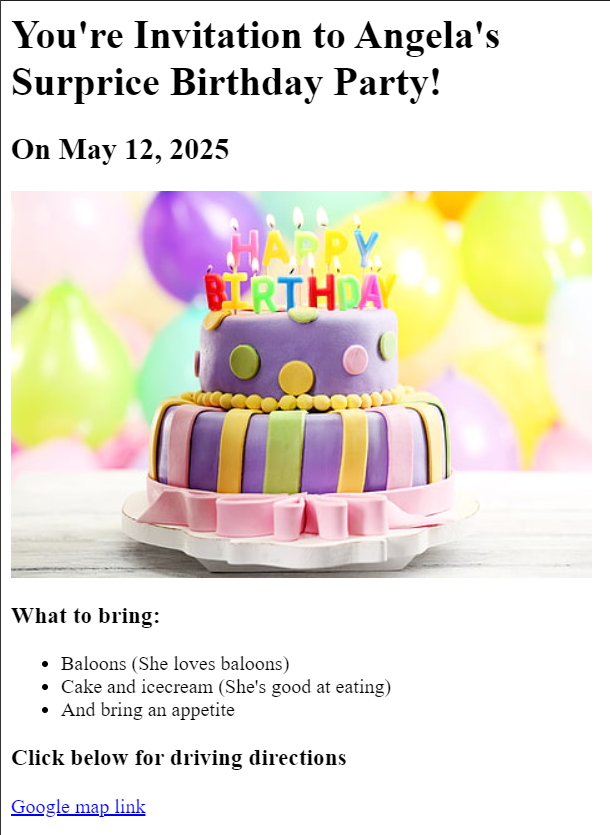 You're Invitation to Angela's
Surprice Birthday Party!
On May 12, 2025
HAPPY
BIRTHDAY
What to bring:
Baloons (She loves baloons)
Cake and icecream (She's good at eating)
And bring an appetite
Click below for driving directions
Google map link